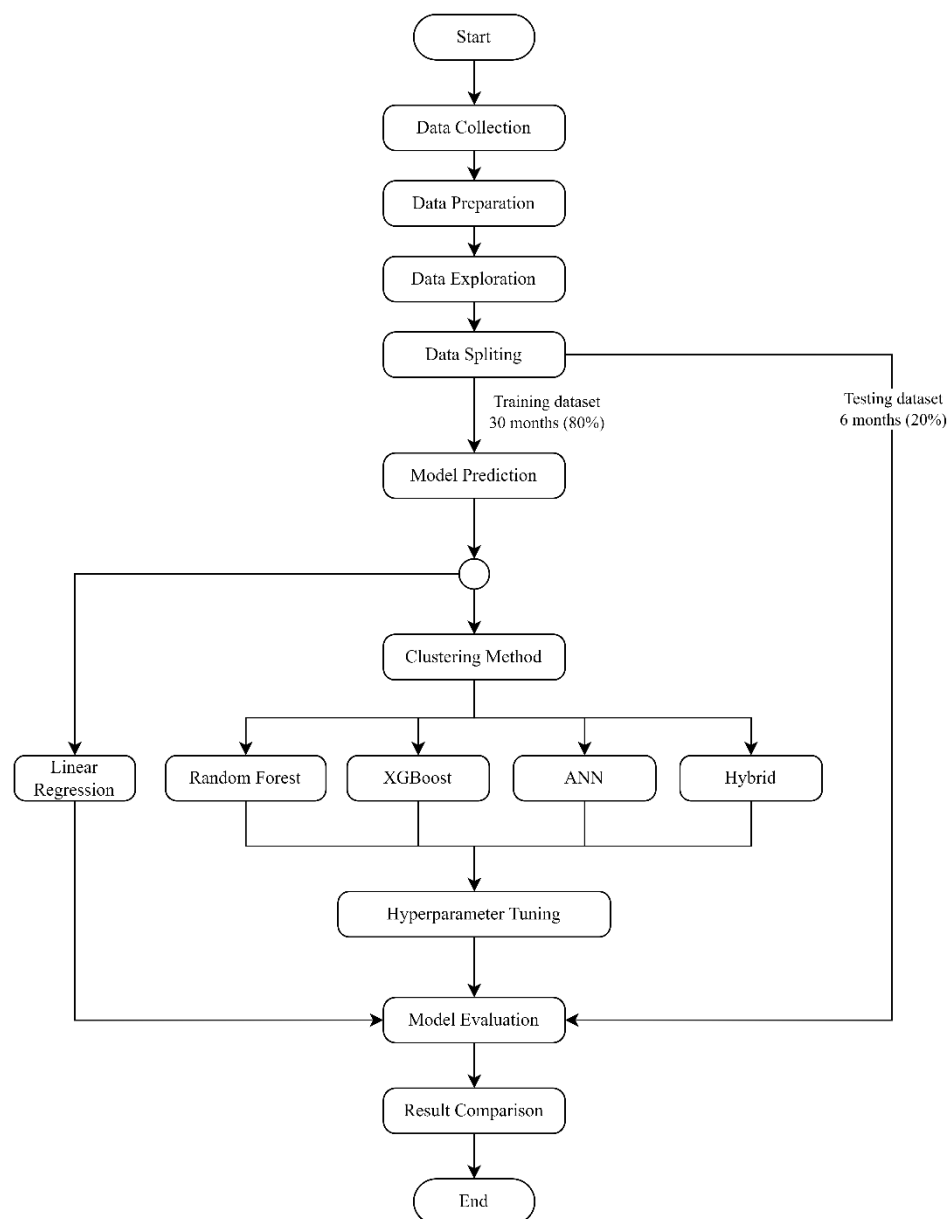 Start
Data Collection
Data Preparation
Data Exploration
Data Spliting
Training dataset
30 months (80%)
Testing dataset
6 months (20%)
Model Prediction
Clustering Method
Linear
Regression
Random Forest
XGBoost
ANN
Hybrid
Hyperparameter Tuning
Model Evaluation
Result Comparison
End